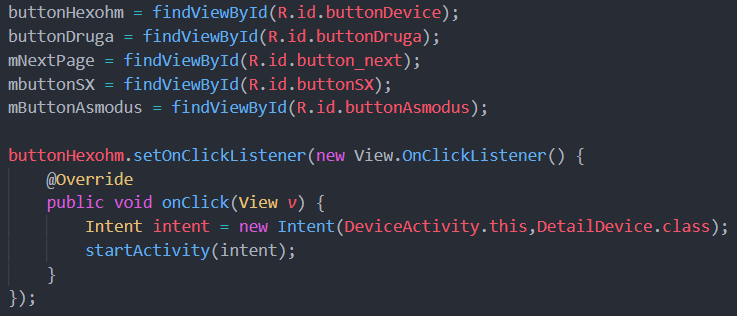 buttonHexohm = findViewById(R.id.buttonDevice);
buttonDruga = findViewById(R.id.buttonDruga);
mNextPage = findViewById(R.id.button_next);
mbuttonSX = findViewById(R.id.buttonSX);
mButtonAsmodus = findViewById(R.id.buttonAsmodus);
buttonHexohm.setOnClickListener(new View.OnClickListener() {
@Override
public void onClick(View v) {
Intent intent = new Intent(DeviceActivity.this,DetailDevice.class);
startActivity(intent);
}
});